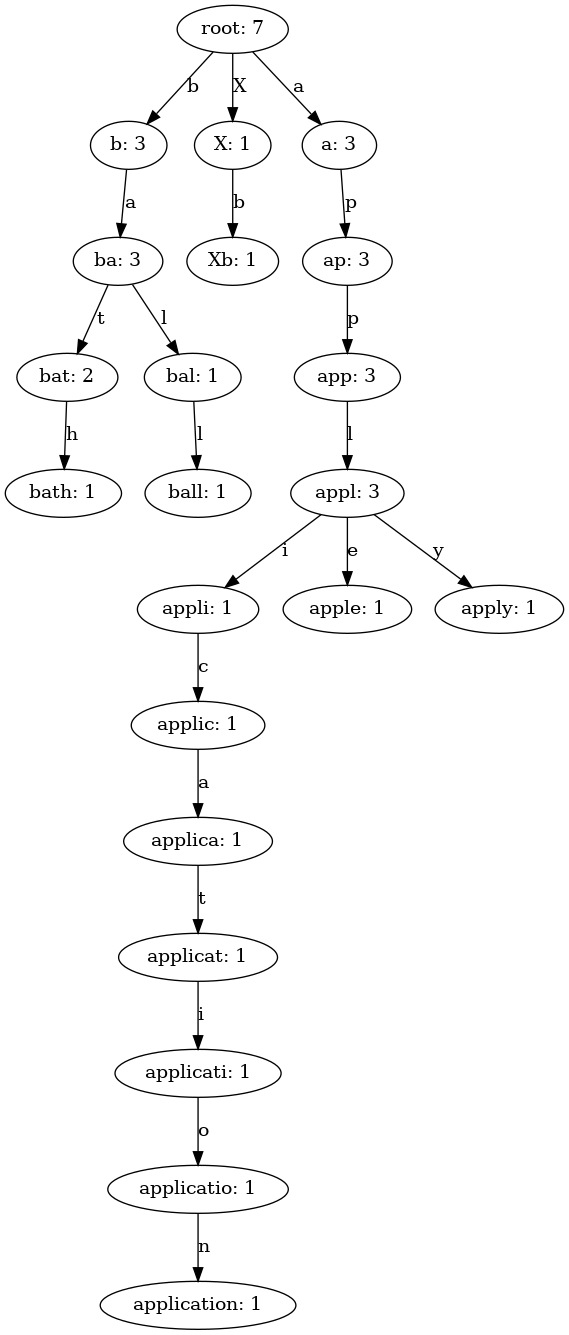 root: 7
b X a
b: 3 X: 1 a: 3
a b p
ba: 3 Xb: 1 ap: 3
t l p
bat: 2 bal: 1 app: 3
h l l
bath: 1 ball: 1 appl: 3
i e y
appli: 1 apple: 1 apply: 1
c
applic: 1
a
applica: 1
t
applicat: 1
i
applicati: 1
o
applicatio: 1
n
application: 1